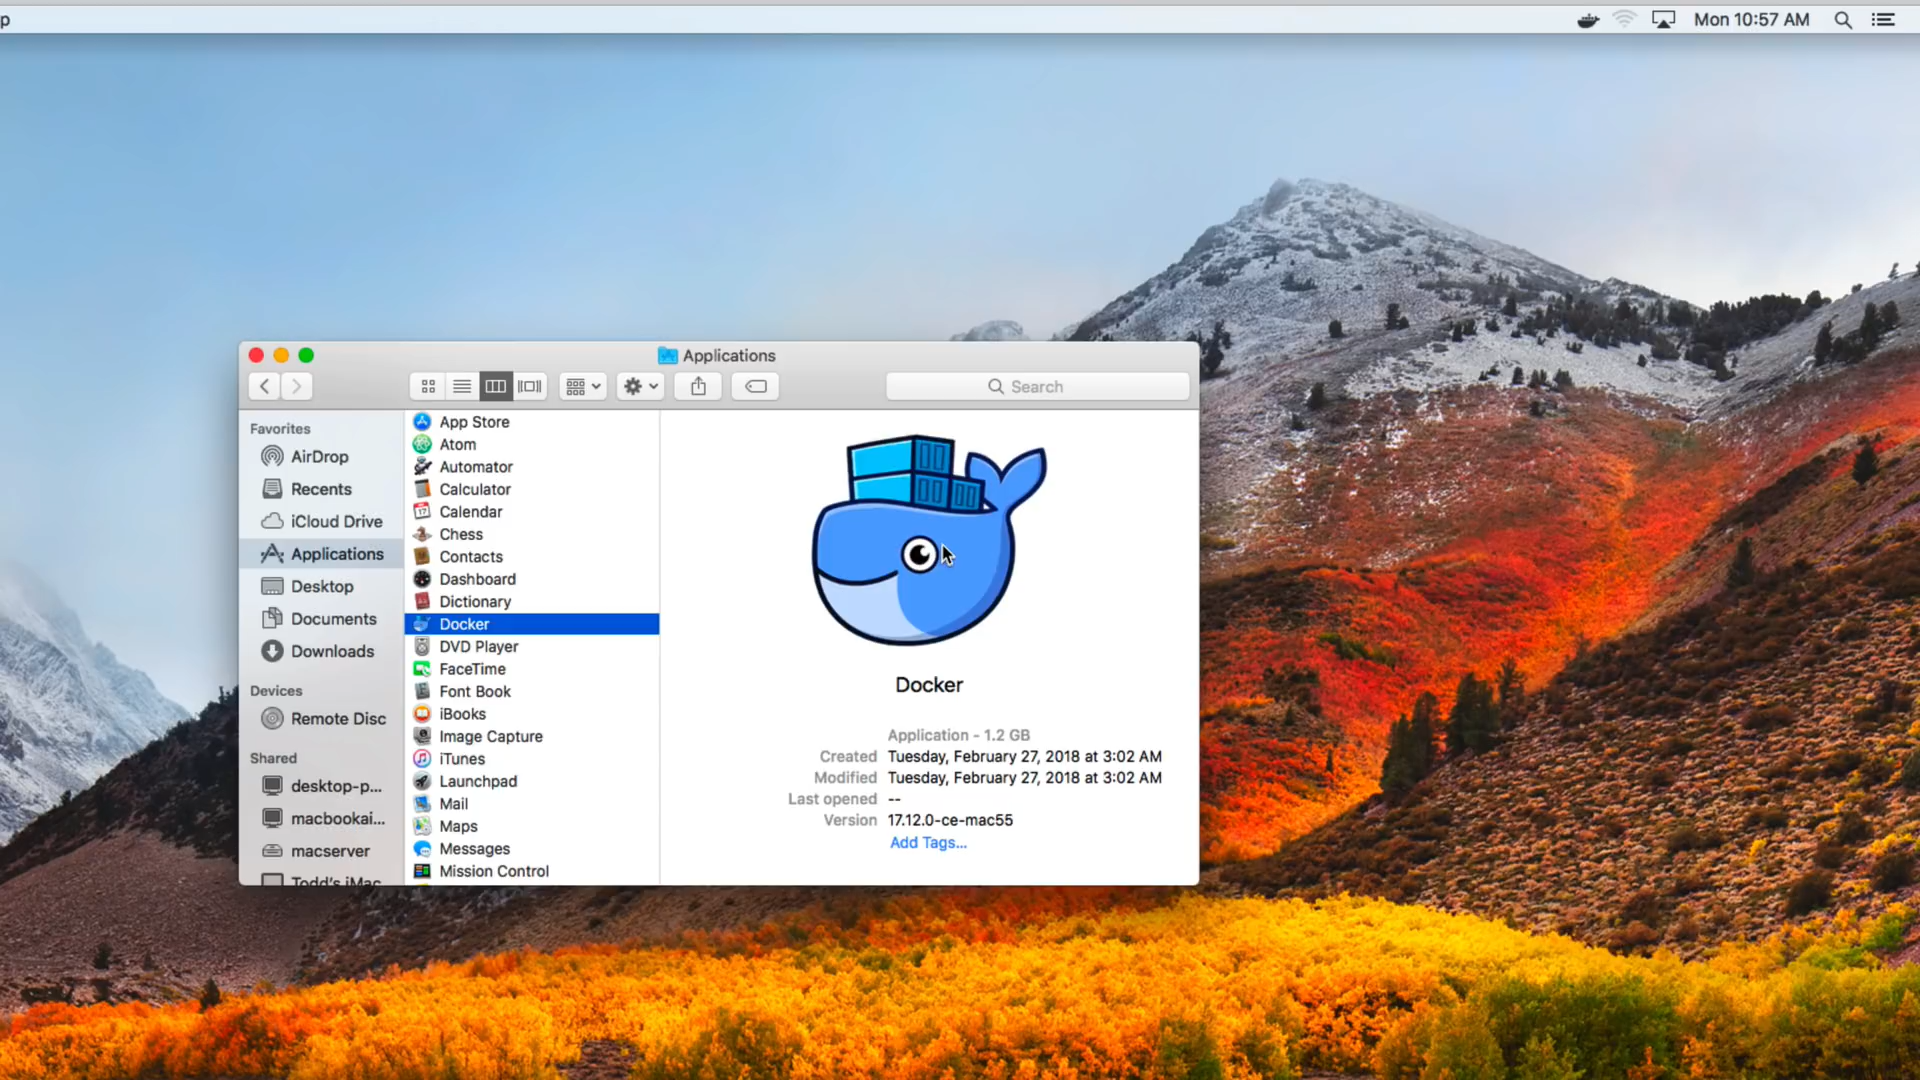 p
Mon 10:57 AM
Applications
Search
Favorites
AirDrop
Recents
iCloud Drive
Applications
Desktop
Documents
Downloads
Devices
Remote Disc
Shared
desktop-p...
macbookai...
macserver
Todd's iMac
App Store
Atom
Automator
Calculator
17
Calendar
Chess
Contacts
Dashboard
Dictionary
Docker
DVD Player
FaceTime
Font Book
iBooks
Image Capture
iTunes
Launchpad
Mail
Maps
Messages
Mission Control
Docker
Application - 1.2 GB
Created Tuesday, February 27, 2018 at 3:02 AM
Modified Tuesday, February 27, 2018 at 3:02 AM
Last opened --
Version 17.12.0-ce-mac55
Add Tags...